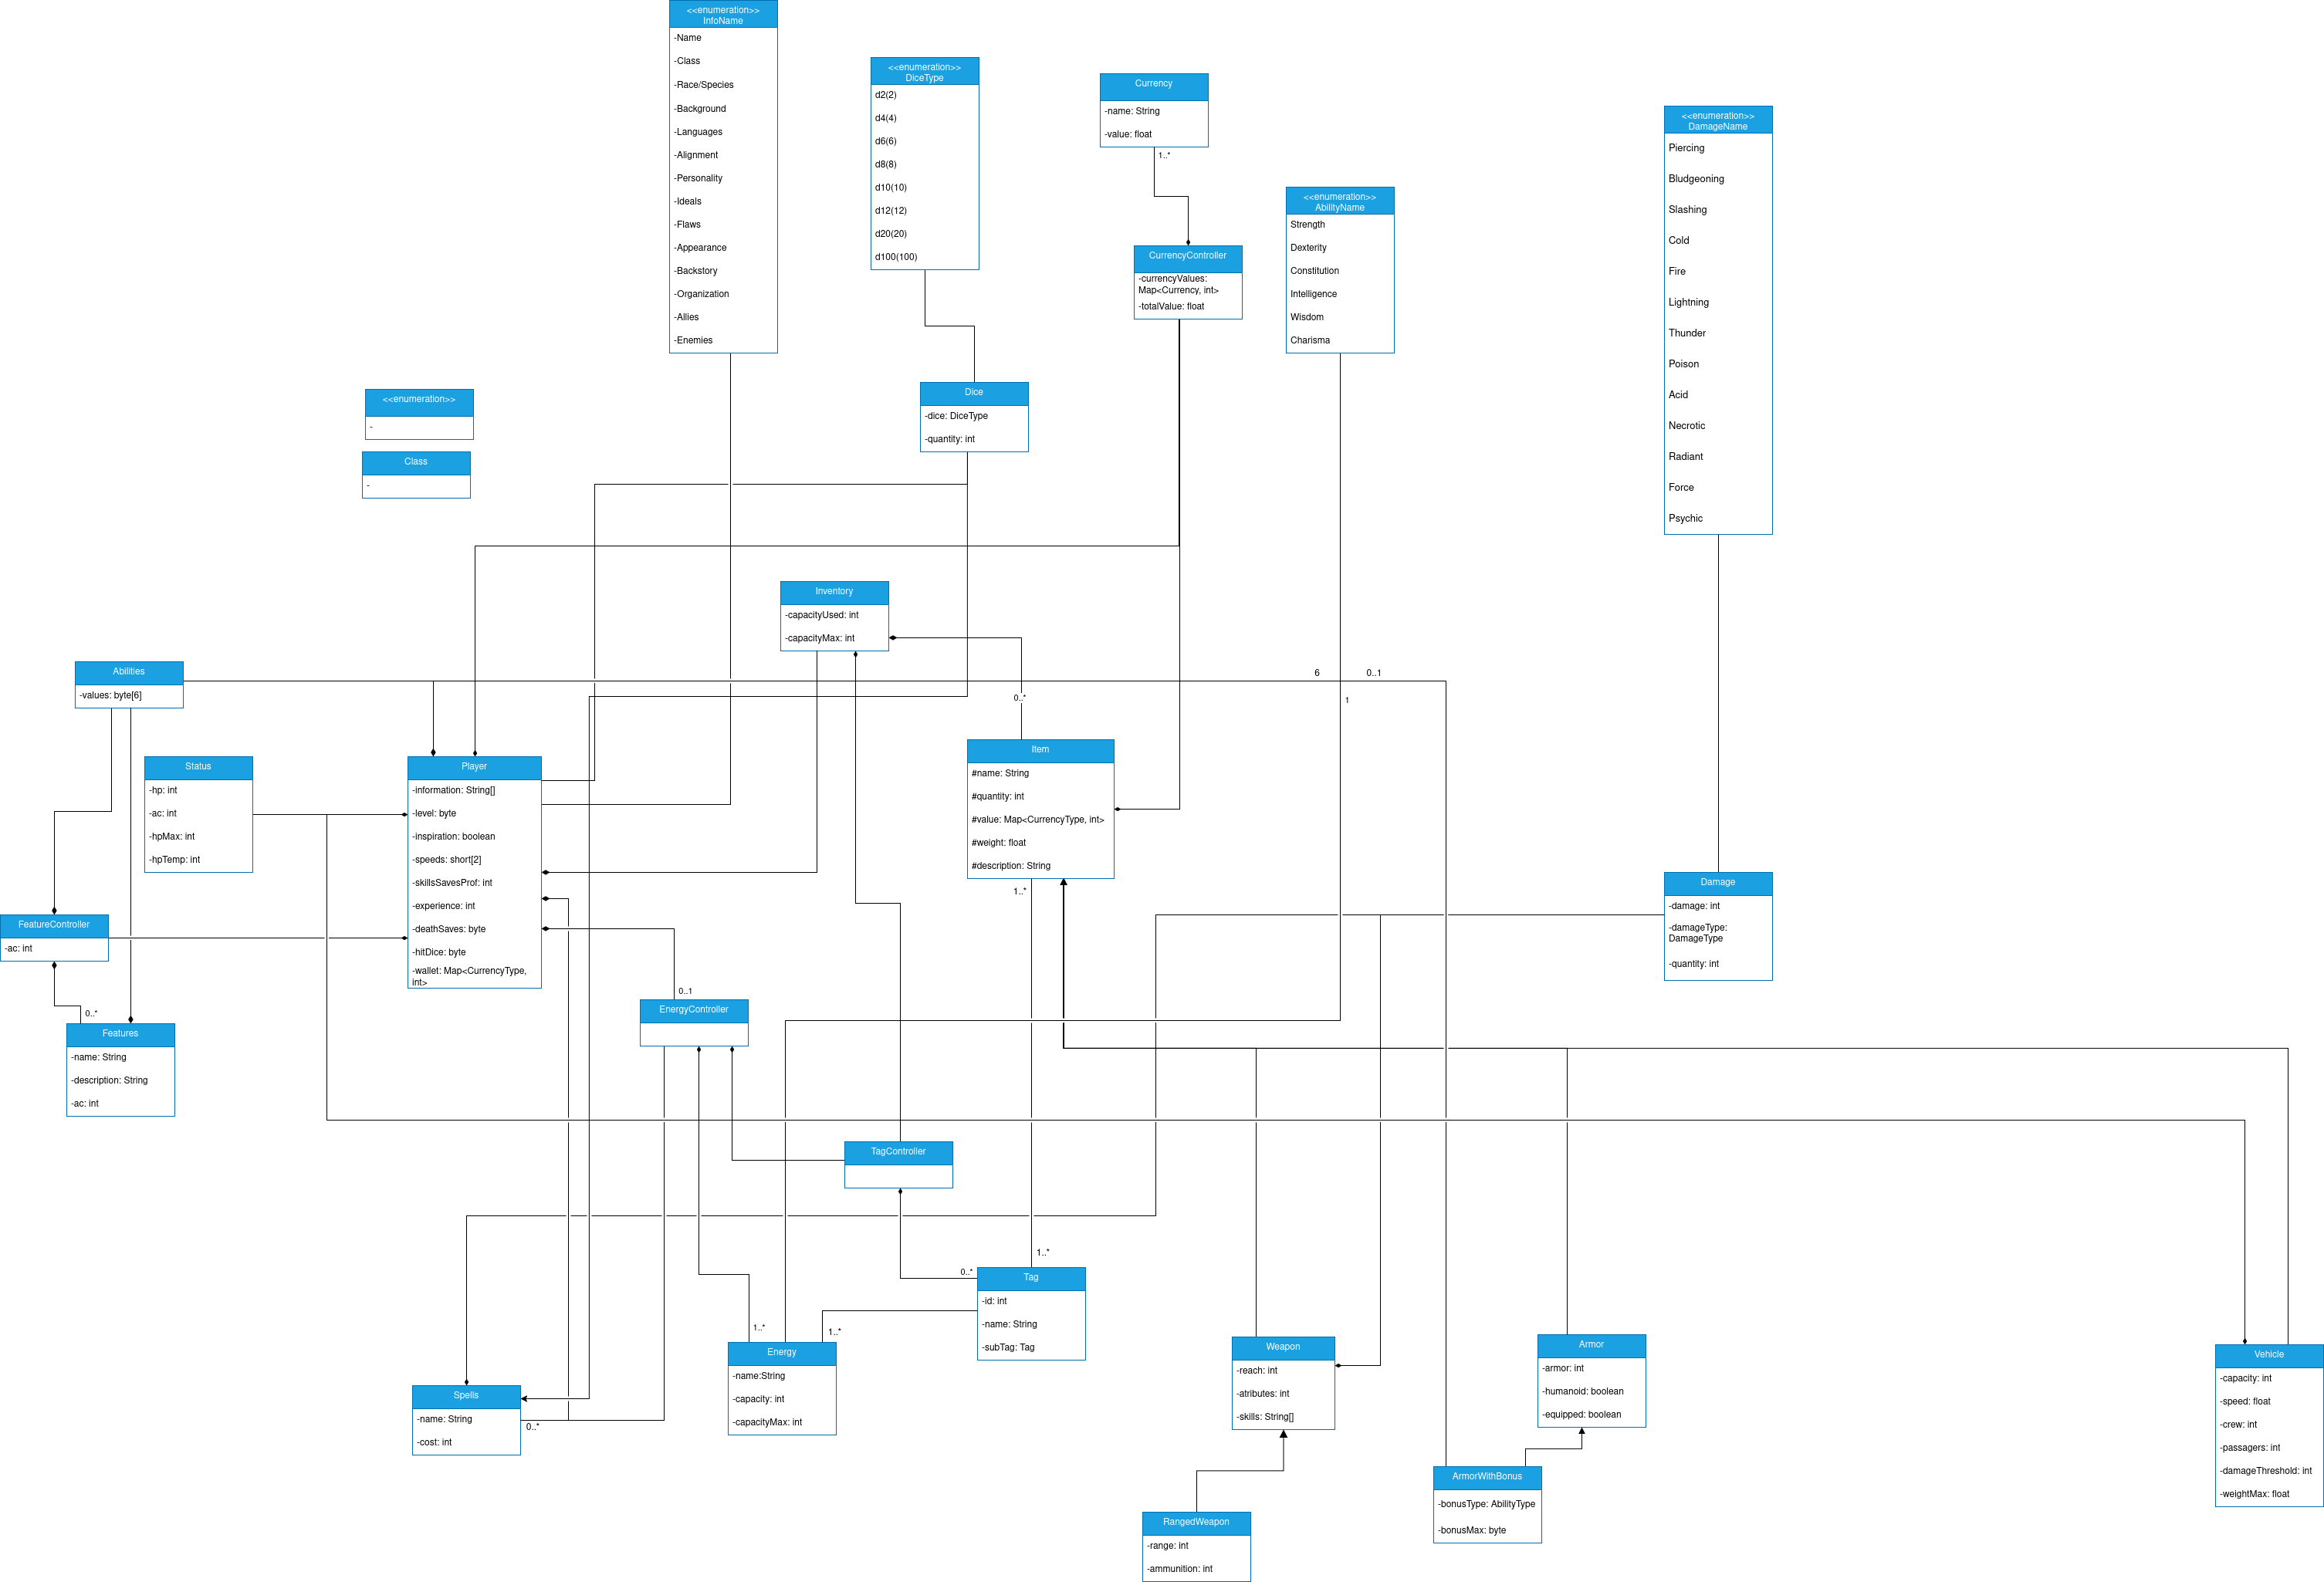 <<enumeration>>
InfoName
-Name
-Class
-Race/Species
-Background
-Languages
-Alignment
-Personality
-Ideals
-Flaws
-Appearance
-Backstory
-Organization
-Allies
-Enemies
<<enumeration>>
DiceType
d2(2)
d4(4)
d6(6)
d8(8)
d10(10)
d12(12)
d20(20)
d100(100)
Currency
-name: String
-value: float
1..*
CurrencyController
-currencyValues:
Map<Currency, int>
-totalValue: float
<<enumeration>>
AbilityName
Strength
Dexterity
Constitution
Intelligence
Wisdom
Charisma
<<enumeration>>
DamageName
Piercing
Bludgeoning
Slashing
Cold
Fire
Lightning
Thunder
Poison
Acid
Necrotic
Radiant
Force
Psychic
<<enumeration>>
-
Class
-
Dice
-dice: DiceType
-quantity: int
Inventory
-capacityUsed: int
-capacityMax: int
Abilities
-values: byte[6]
6
0..1
1
0..*
Status
-hp: int
-ac: int
-hpMax: int
-hpTemp: int
Player
-information: String[]
-level: byte
-inspiration: boolean
-speeds: short[2]
-skillsSavesProf: int
-experience: int
-deathSaves: byte
-hitDice: byte
-wallet: Map<CurrencyType,
int>
Item
#name: String
#quantity: int
#value: Map<CurrencyType, int>
#weight: float
#description: String
1..*
Damage
-damage: int
-damageType:
DamageType
-quantity: int
FeatureController
-ac: int
0..*
Features
-name: String
-description: String
-ac: int
0..1
EnergyController
TagController
1..*
0..*
Tag
-id: int
-name: String
-subTag: Tag
1..*
1..*
Energy
-name:String
-capacity: int
-capacityMax: int
Spells
-name: String
-cost: int
0..*
Weapon
-reach: int
-atributes: int
-skills: String[]
Armor
-armor: int
-humanoid: boolean
-equipped: boolean
Vehicle
-capacity: int
-speed: float
-crew: int
-passagers: int
-damageThreshold: int
-weightMax: float
ArmorWithBonus
-bonusType: AbilityType
-bonusMax: byte
RangedWeapon
-range: int
-ammunition: int